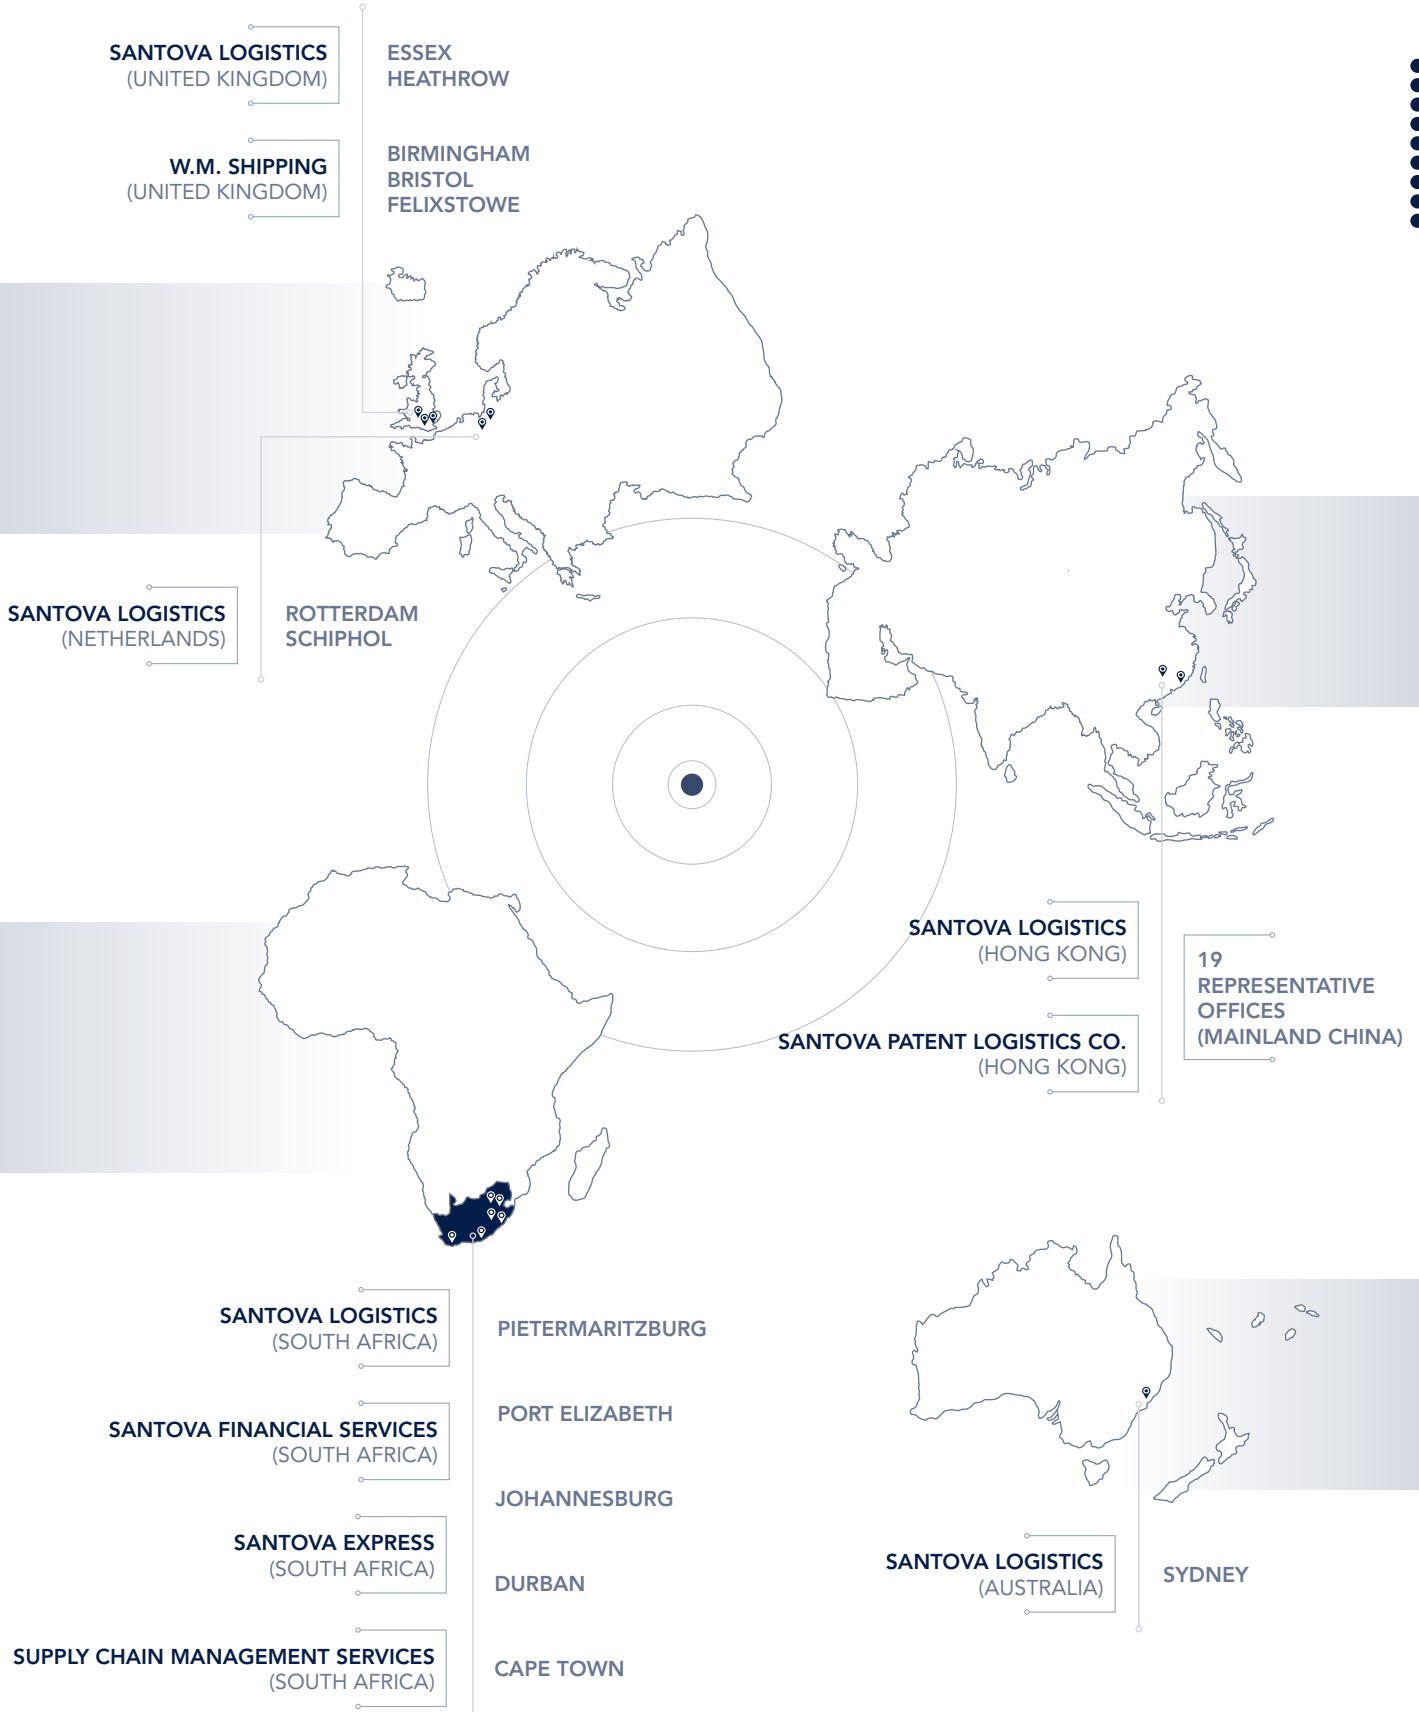 SANTOVA LOGISTICS
(UNITED KINGDOM)
ESSEX
HEATHROW
W.M. SHIPPING
(UNITED KINGDOM)
BIRMINGHAM
BRISTOL
FELIXSTOWE
SANTOVA LOGISTICS
(NETHERLANDS)
ROTTERDAM
SCHIPHOL
SANTOVA LOGISTICS
(HONG KONG)
SANTOVA PATENT LOGISTICS CO.
(HONG KONG)
19
REPRESENTATIVE
OFFICES
(MAINLAND CHINA)
SANTOVA LOGISTICS
(SOUTH AFRICA)
SANTOVA FINANCIAL SERVICES
(SOUTH AFRICA)
SANTOVA EXPRESS
(SOUTH AFRICA)
SUPPLY CHAIN MANAGEMENT SERVICES
(SOUTH AFRICA)
PIETERMARITZBURG
PORT ELIZABETH
JOHANNESBURG
DURBAN
CAPE TOWN
SANTOVA LOGISTICS
(AUSTRALIA)
SYDNEY